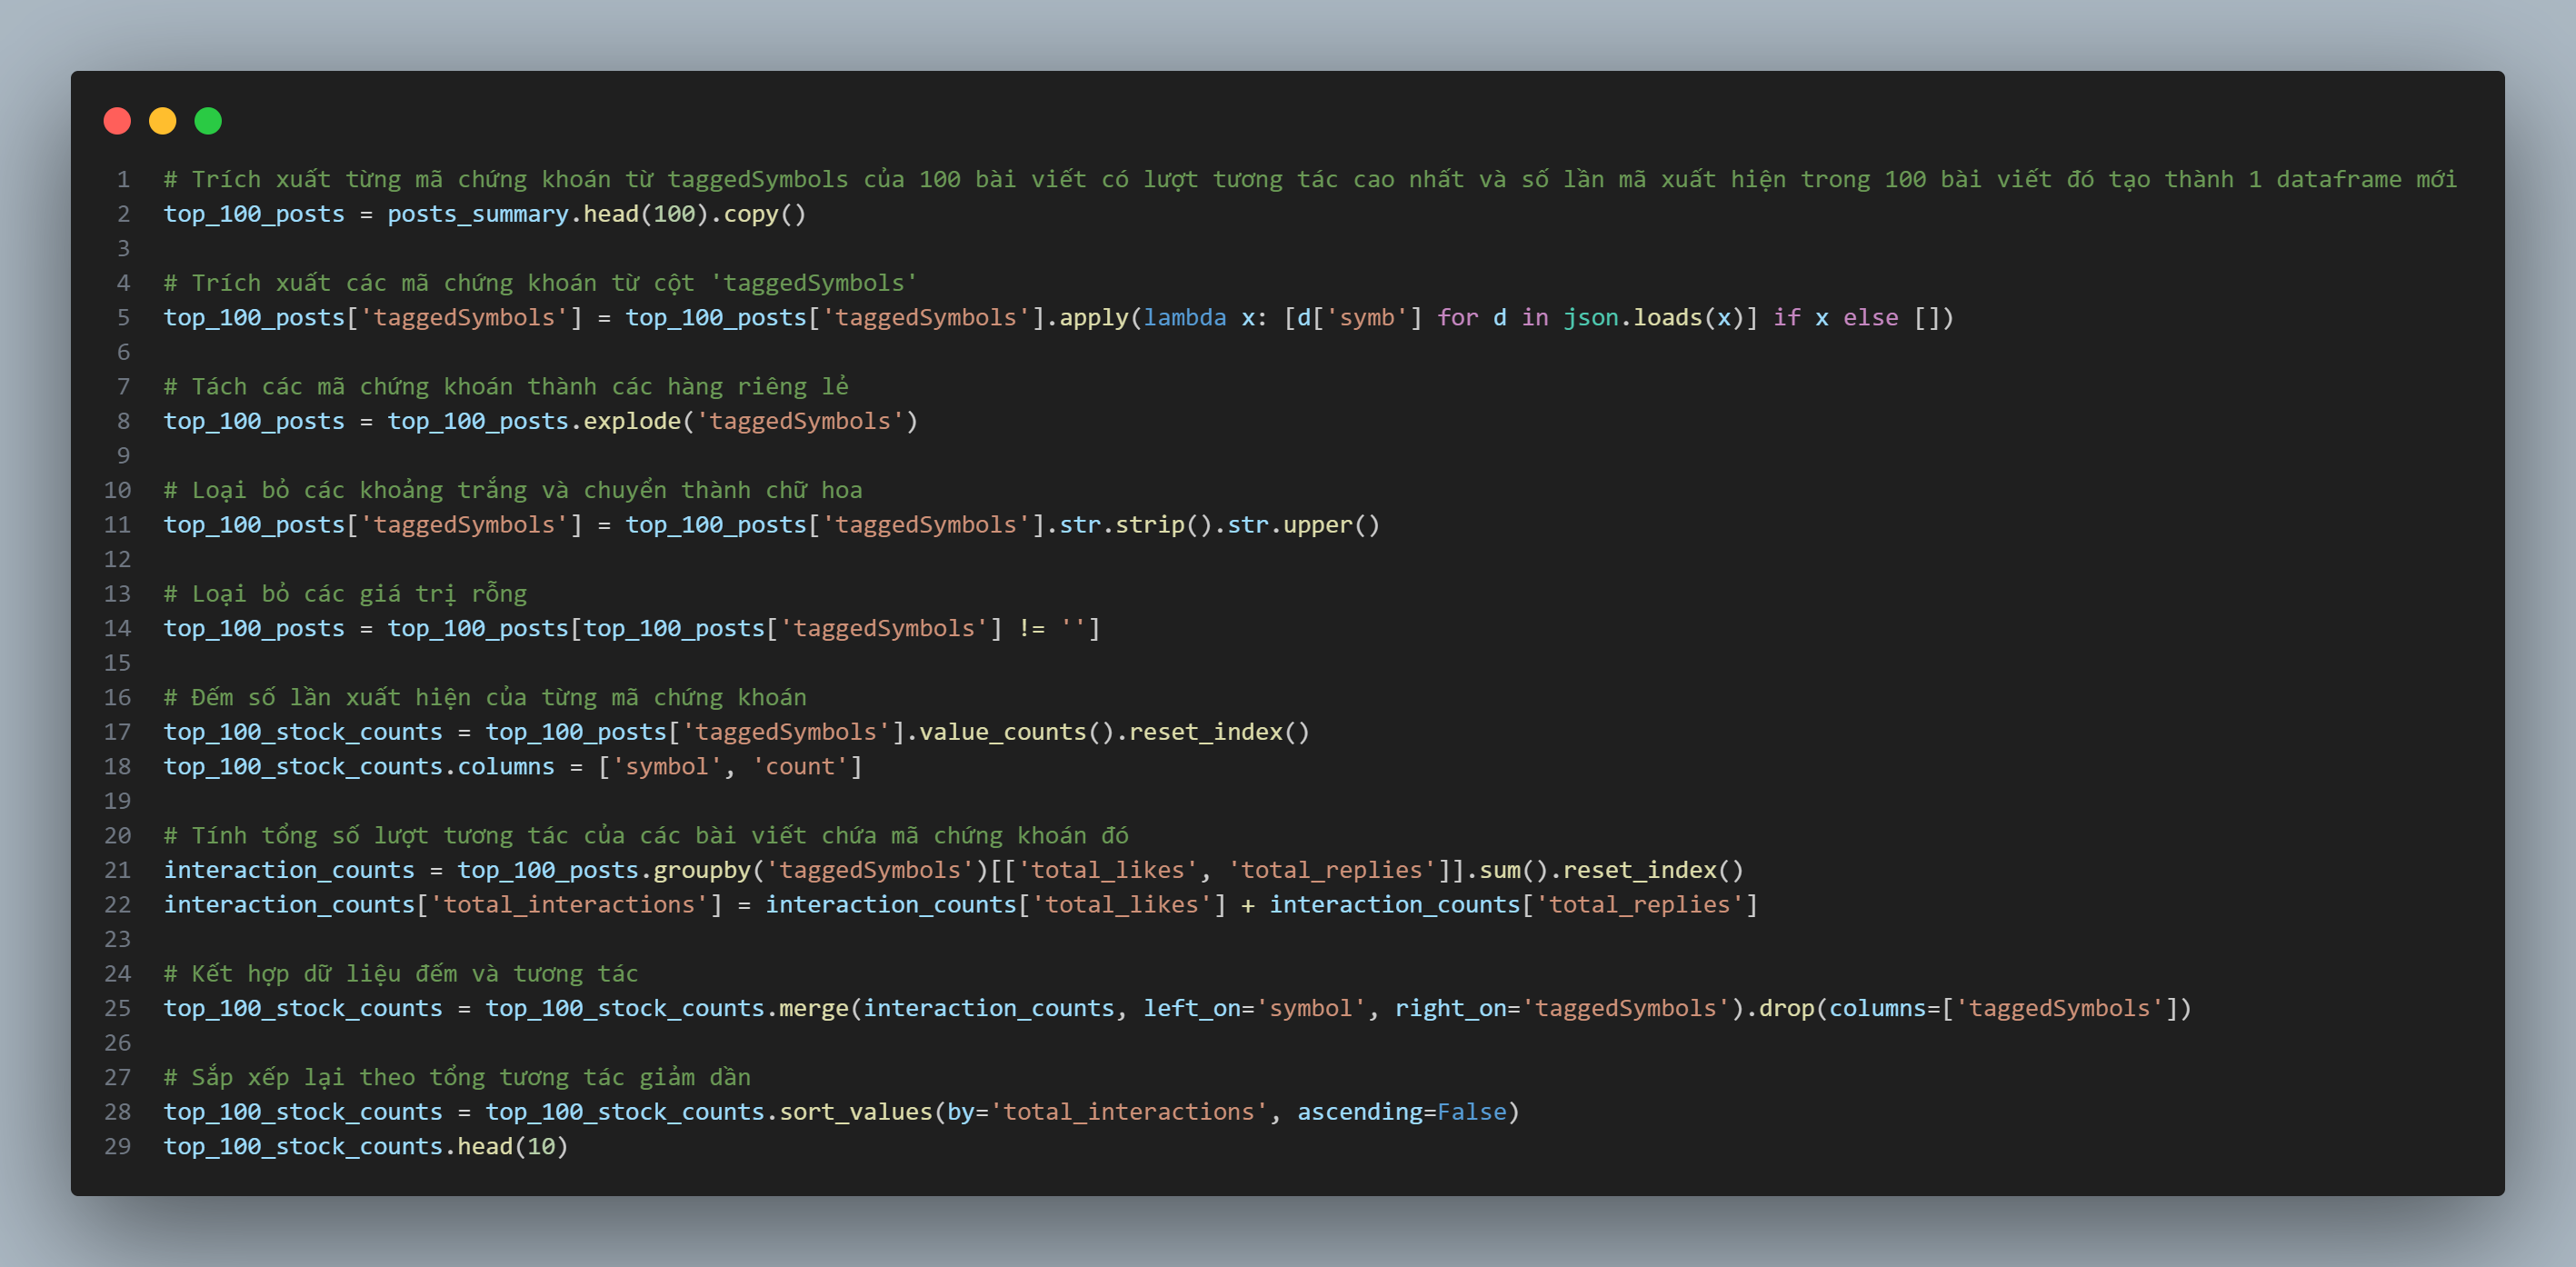 1 # Trích xuất từng mã chứng khoán từ taggedSymbols của 100 bài viết có lượt tương tác cao nhất và số lần mã xuất hiện trong 100 bài viết đó tạo thành 1 dataframe mới
2 top_100_posts = posts_summary.head(100).copy()
3
4 # Trích xuất các mã chứng khoán từ cột 'taggedSymbols'
5 top_100_posts['taggedSymbols'] = top_100_posts['taggedSymbols'].apply(lambda x: [d['symb'] for d in json.loads(x)] if x else [])
6
7 # Tách các mã chứng khoán thành các hàng riêng lẻ
8 top_100_posts = top_100_posts.explode('taggedSymbols')
9
10 # Loại bỏ các khoảng trắng và chuyển thành chữ hoa
11 top_100_posts['taggedSymbols'] = top_100_posts['taggedSymbols'].str.strip().str.upper()
12
13 # Loại bỏ các giá trị rỗng
14 top_100_posts = top_100_posts[top_100_posts['taggedSymbols'] != '']
15
16 # Đếm số lần xuất hiện của từng mã chứng khoán
17 top_100_stock_counts = top_100_posts['taggedSymbols'].value_counts().reset_index()
18 top_100_stock_counts.columns = ['symbol', 'count']
19
20 # Tính tổng số lượt tương tác của các bài viết chứa mã chứng khoán đó
21 interaction_counts = top_100_posts.groupby('taggedSymbols')[['total_likes', 'total_replies']].sum().reset_index()
22 interaction_counts['total_interactions'] = interaction_counts['total_likes'] + interaction_counts['total_replies']
23
24 # Kết hợp dữ liệu đếm và tương tác
25 top_100_stock_counts = top_100_stock_counts.merge(interaction_counts, left_on='symbol', right_on='taggedSymbols').drop(columns=['taggedSymbols'])
26
27 # Sắp xếp lại theo tổng tương tác giảm dần
28 top_100_stock_counts = top_100_stock_counts.sort_values(by='total_interactions', ascending=False)
29 top_100_stock_counts.head(10)